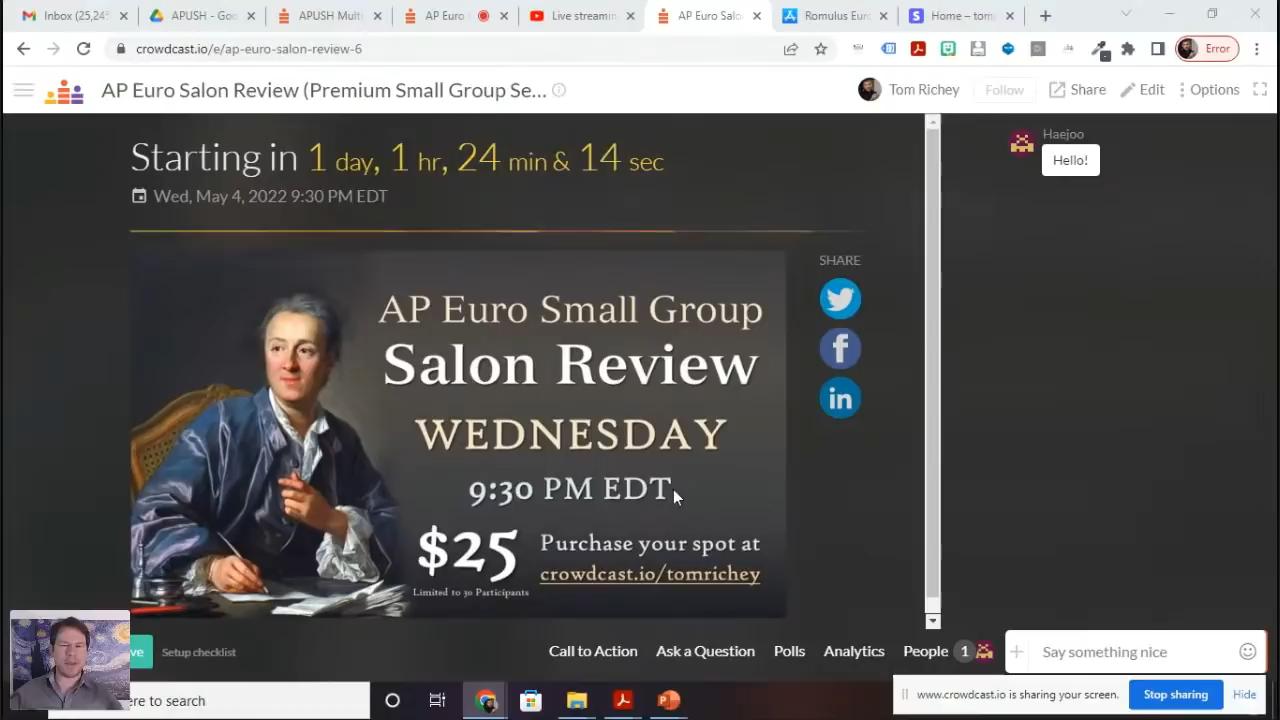 Inbox (25,24
APUSH - Goo
APUSH Mult
AP Euro
Live streamin
AP Euro Salo
Romulus Euro
Home – tom
crowdcast.io/e/ap-euro-salon-review-6
Error
AP Euro Salon Review (Premium Small Group Se...
Tom Richey
Follow
Share
Edit
Options
Starting in 1 day, 1 hr, 24 min & 14 sec
Wed, May 4, 2022 9:30 PM EDT
Haejoo
Hello!
SHARE
AP Euro Small Group
Salon Review
WEDNESDAY
9:30 PM EDT
$25
Limited to 30 Participants
Purchase your spot at
crowdcast.io/tomrichey
ve
Setup checklist
Call to Action
Ask a Question
Polls
Analytics
People 1
Say something nice
ere to search
www.crowdcast.io is sharing your screen.
Stop sharing
Hide